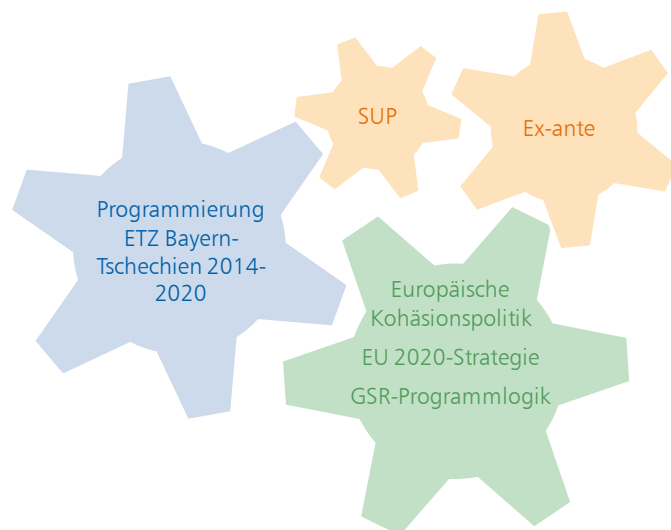 SUP
Ex-ante
Programmierung
ETZ Bayern-
Tschechien 2014-
2020
Europäische
Kohäsionspolitik
EU 2020-Strategie
GSR-Programmlogik